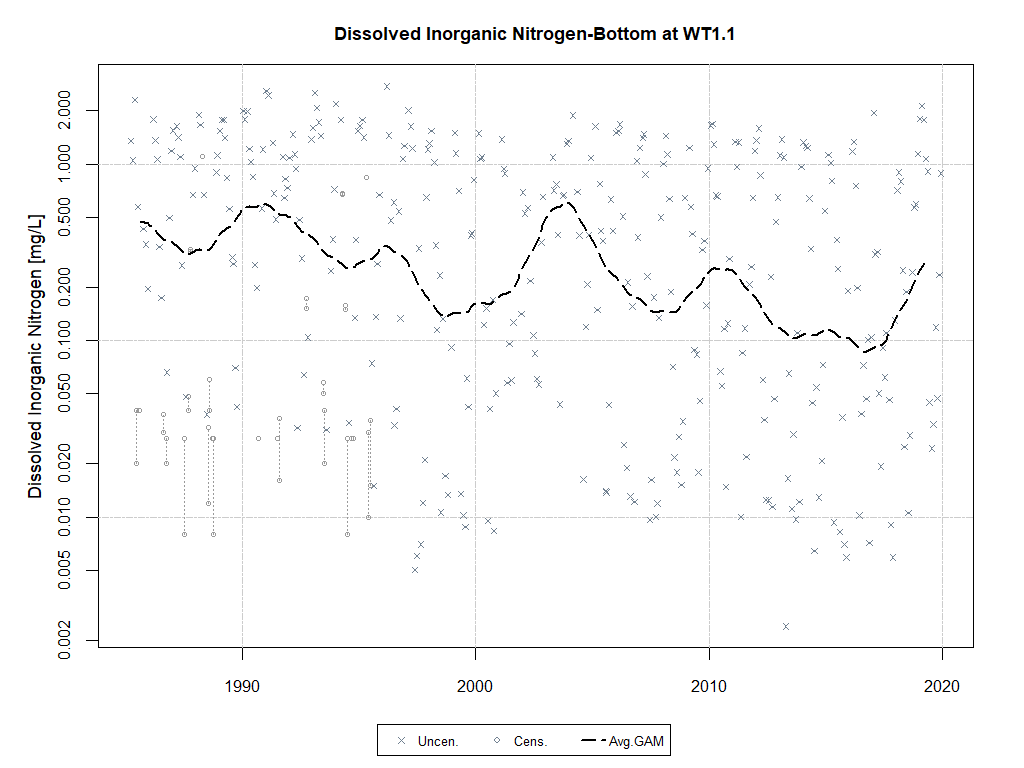 Dissolved Inorganic Nitrogen-Bottom at WT1.1
Dissolved Inorganic Nitrogen [mg/L]
2.000
1.000
0.500
0.200
0.100
0.050
0.020
0.010
0.005
0.002
1990 2000 2010 2020
Uncen. Cens. Avg.GAM